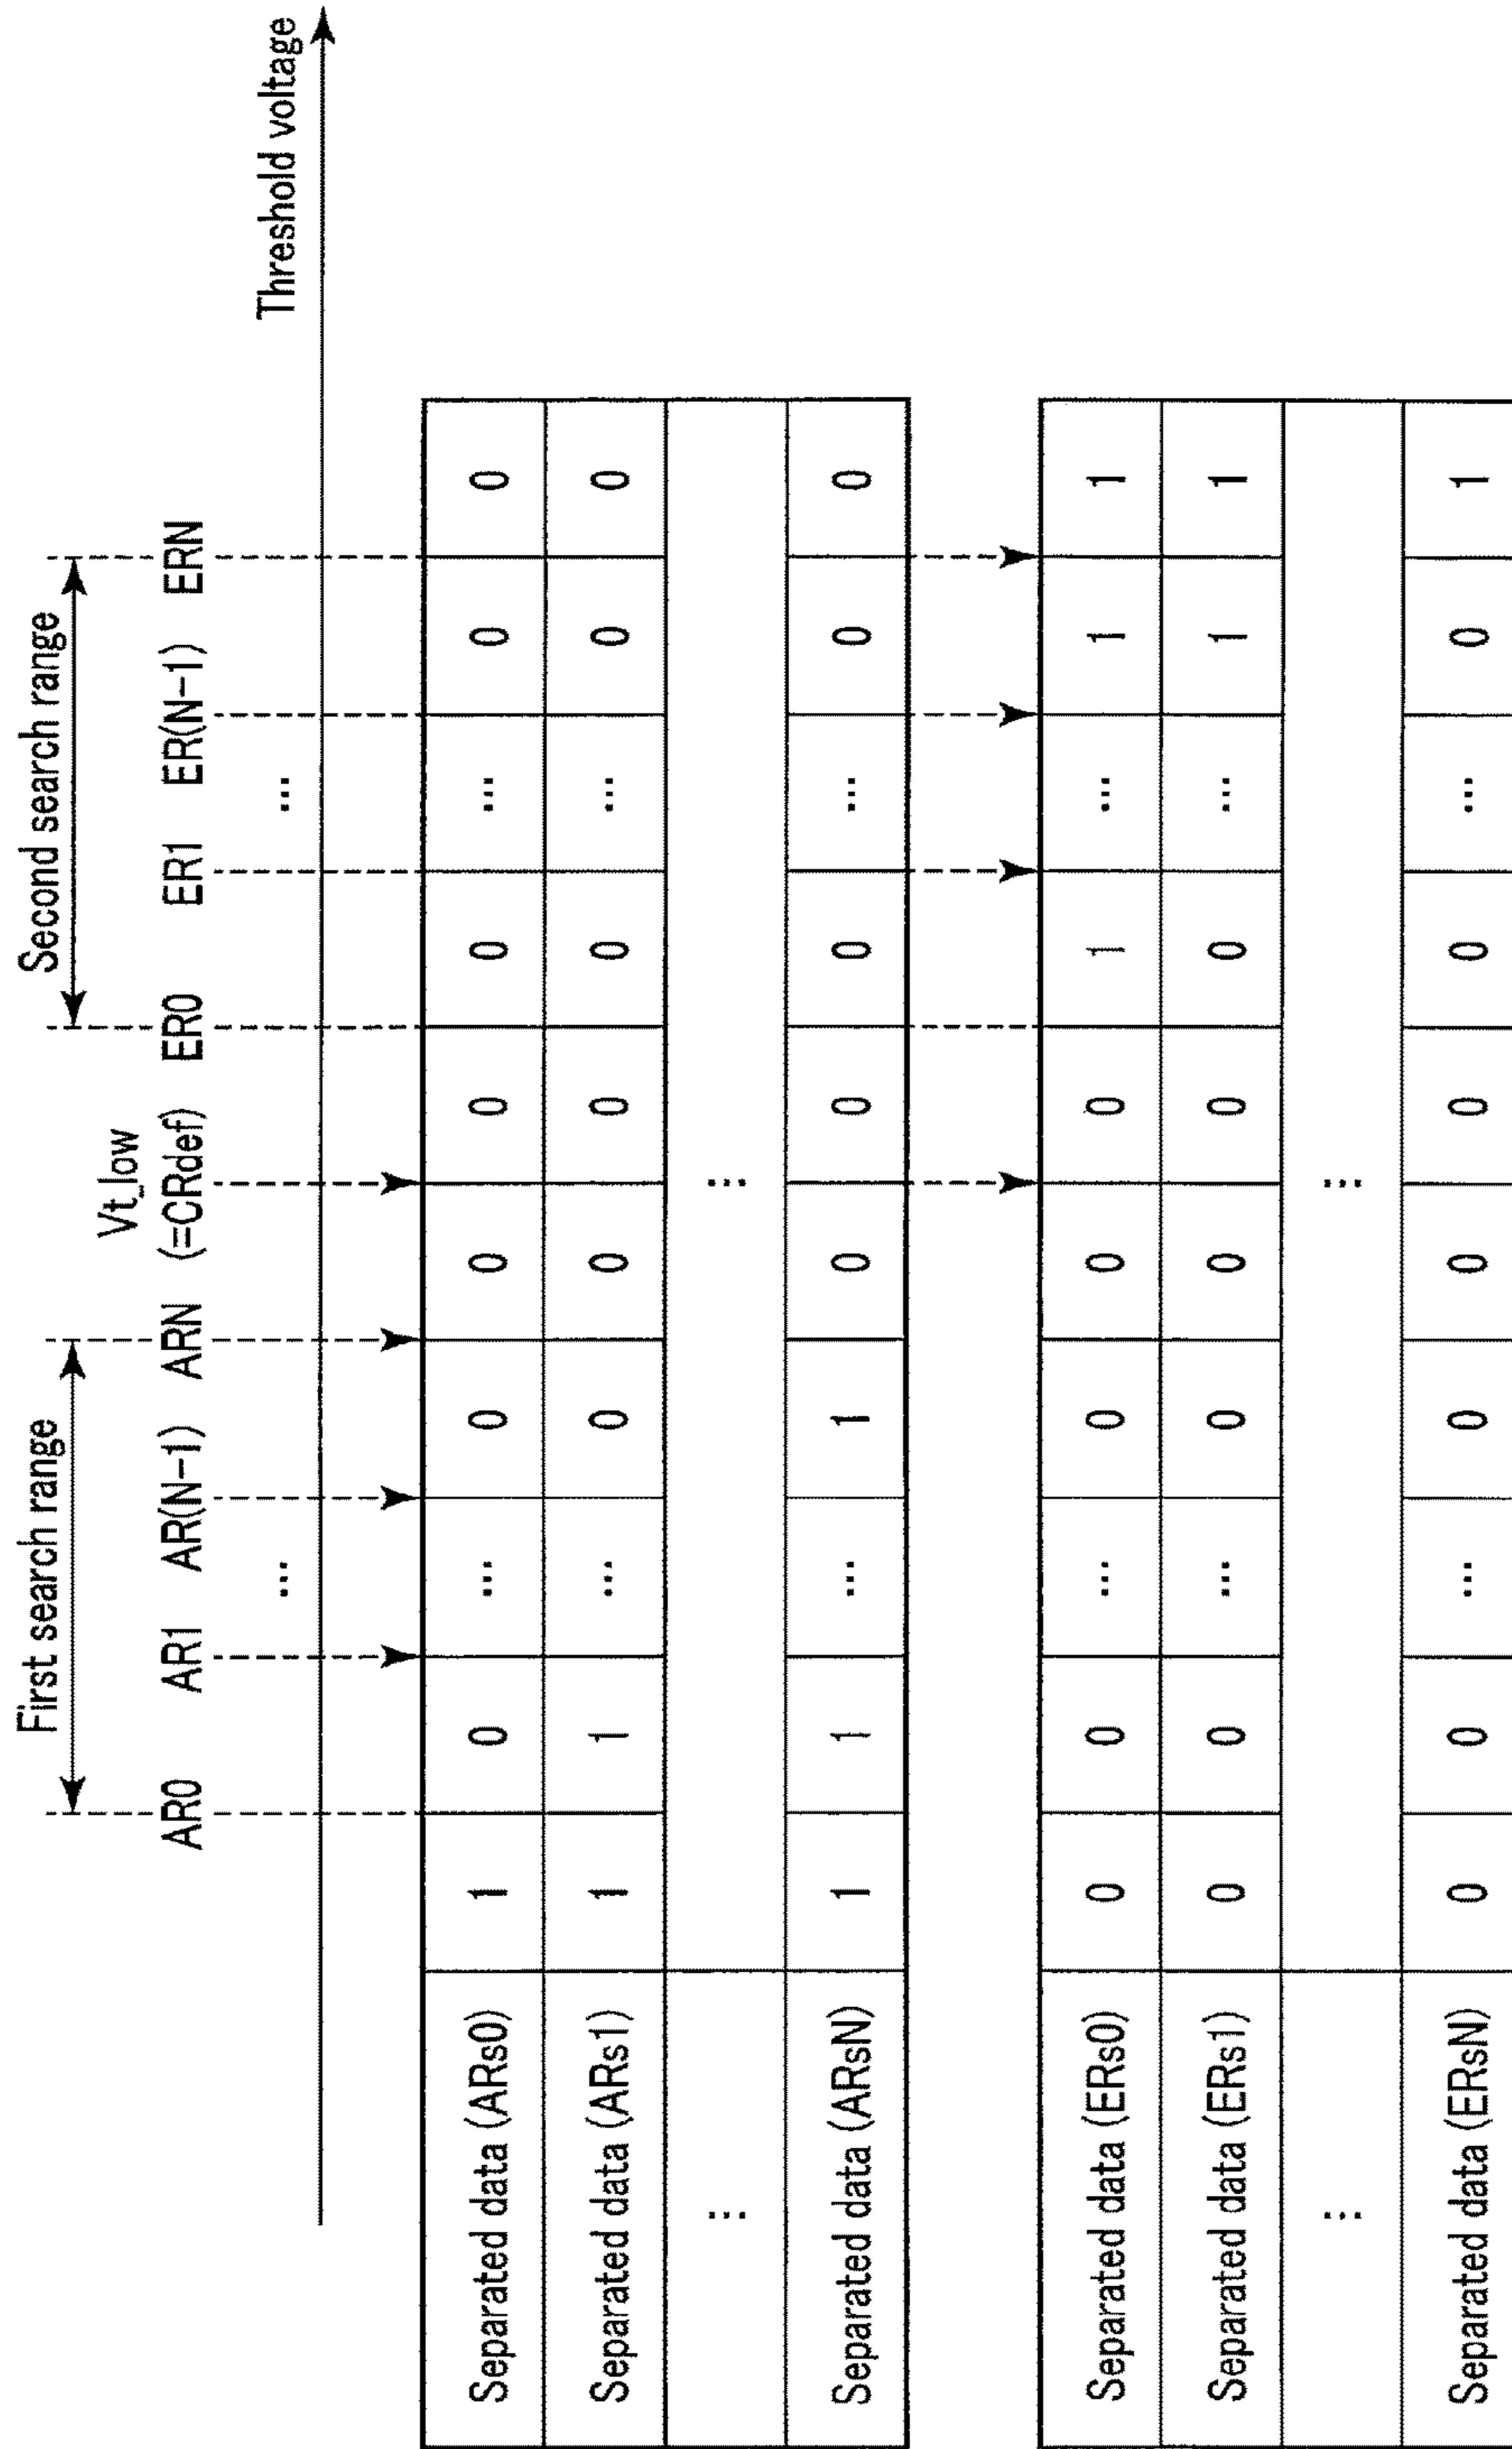 First search range Second search range
Vt_low
AR0 AR1 AR(N-1) ARN (=CRdef) ER0 ER1 ER(N-1) ERN
... ...
Threshold voltage
Separated data (ARs0) 1 0 ... 0 0 0 0 ... 0 0
Separated data (ARs1) 1 1 ... 0 0 0 0 ... 0 0
... ...
Separated data (ARsN) 1 1 ... 1 0 0 0 ... 0 0
Separated data (ERs0) 0 0 ... 0 0 0 1 ... 1 1
Separated data (ERs1) 0 0 ... 0 0 0 0 ... 1 1
... ...
Separated data (ERsN) 0 0 ... 0 0 0 0 ... 0 1